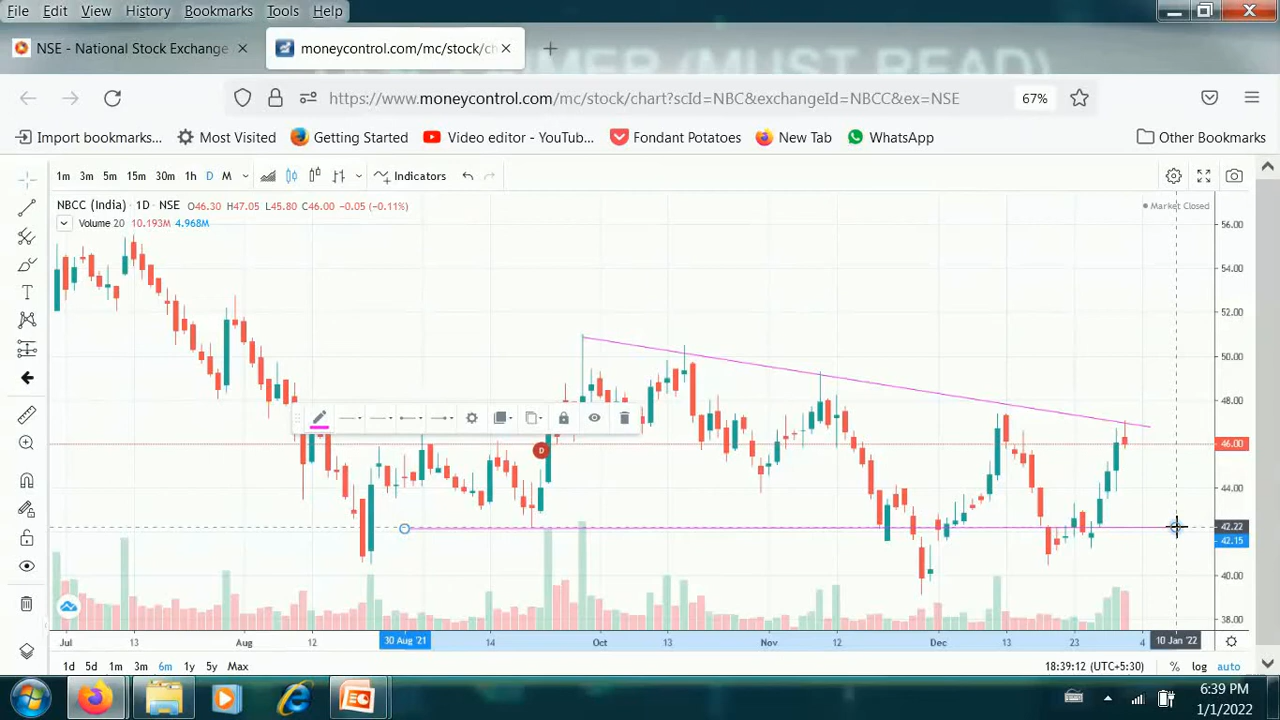 File Edit View History Bookmarks Tools Help
NSE - National Stock Exchange
moneycontrol.com/mc/stock/ch
DISCLAIMER (MUST READ)
https://www.moneycontrol.com/mc/stock/chart?scId=NBC&exchangeId=NBCC&ex=NSE 67%
Import bookmarks... Most Visited Getting Started Video editor - YouTub... Fondant Potatoes New Tab WhatsApp Other Bookmarks
1m 3m 5m 15m 30m 1h D M Indicators
NBCC (India) 1D NSE O46.30 H47.05 L45.80 C46.00 -0.05 (-0.11%)
Market Closed
Volume 20 10.193M 4.968M
56.00
54.00
52.00
50.00
48.00
46.00
44.00
42.22
42.15
40.00
38.00
D
Jul 13 Aug 12 30 Aug '21 14 Oct 13 Nov 12 Dec 13 23 4 10 Jan '22
1d 5d 1m 3m 6m 1y 5y Max 18:39:12 (UTC+5:30) % log auto
6:39 PM
1/1/2022